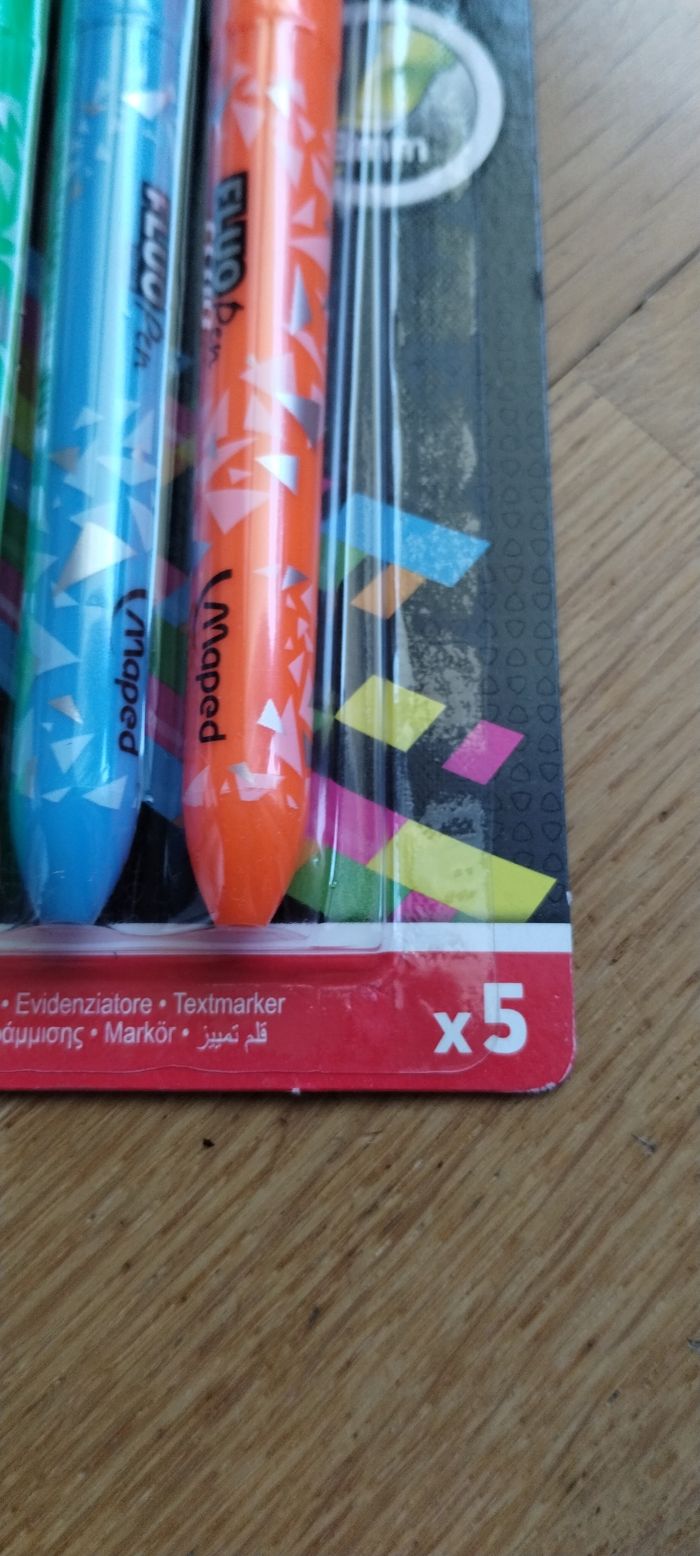 FLUO Pen
FLUO Pen
Maped
Maped
• Evidenziatore • Textmarker
άμμισης • Markör • قلم تمييز
x5